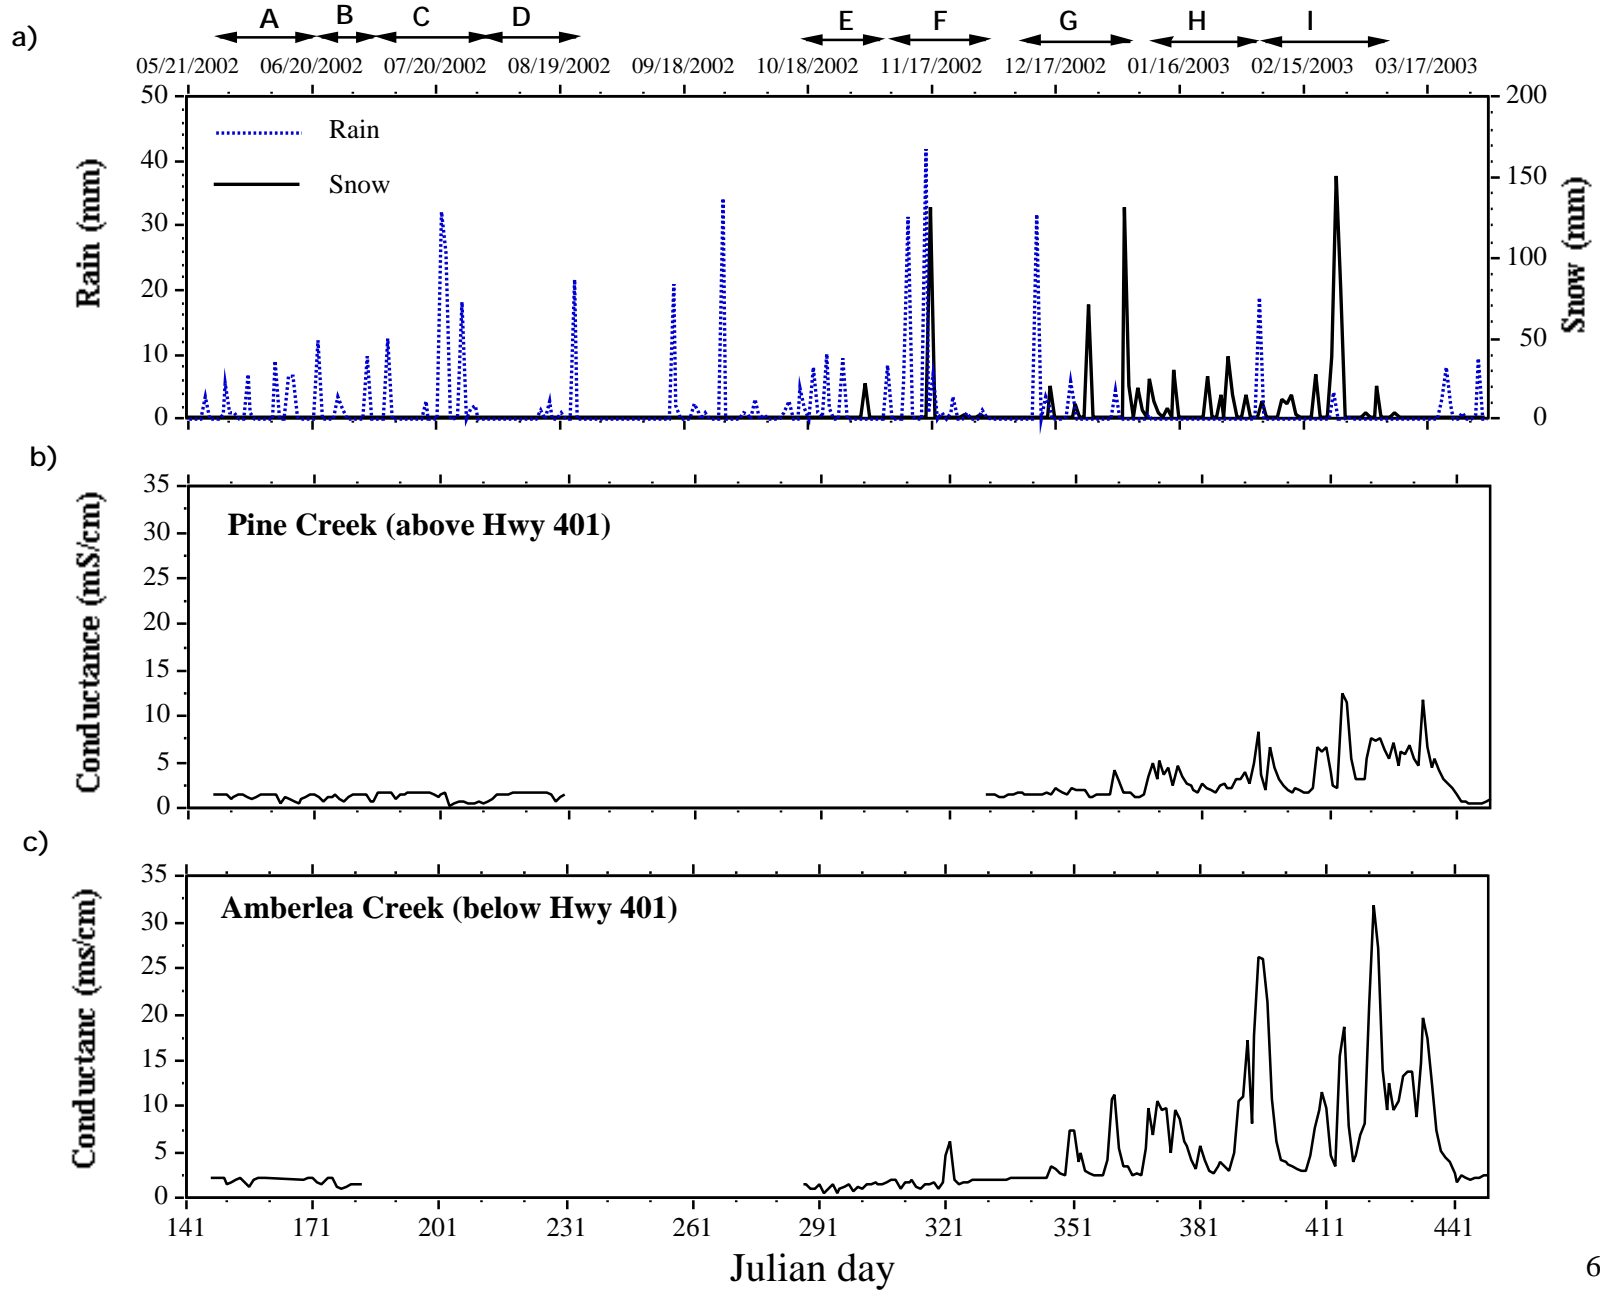 a)
A B C D E F G H I
05/21/2002 06/20/2002 07/20/2002 08/19/2002 09/18/2002 10/18/2002 11/17/2002 12/17/2002 01/16/2003 02/15/2003 03/17/2003
Rain (mm)
50
40
30
20
10
0
Rain
Snow
200
150
100
50
0
Snow (mm)
b)
Conductance (mS/cm)
35
30
25
20
15
10
5
0
Pine Creek (above Hwy 401)
c)
Conductanc (ms/cm)
35
30
25
20
15
10
5
0
Amberlea Creek (below Hwy 401)
141 171 201 231 261 291 321 351 381 411 441
Julian day
6